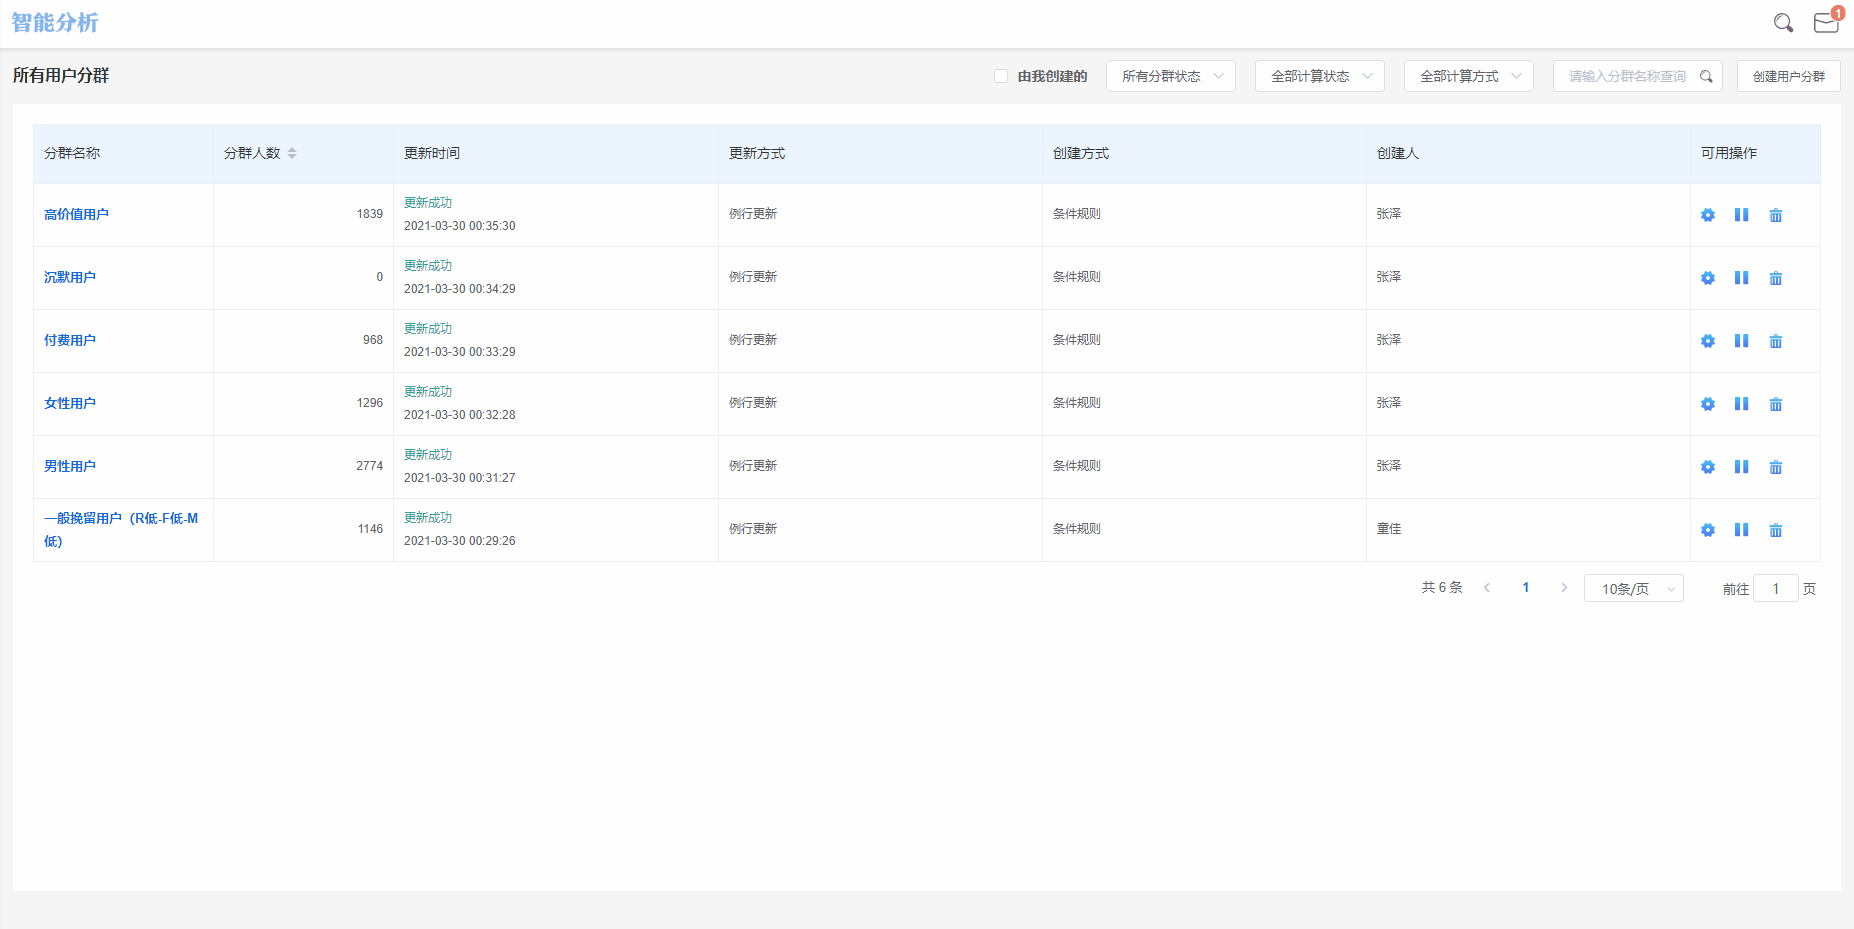 智能分析
1
所有用户分群
由我创建的
所有分群状态
全部计算状态
全部计算方式
请输入分群名称查询
创建用户分群
分群名称 分群人数 更新时间 更新方式 创建方式 创建人 可用操作
高价值用户 1839 更新成功 例行更新 条件规则 张泽
2021-03-30 00:35:30
沉默用户 0 更新成功 例行更新 条件规则 张泽
2021-03-30 00:34:29
付费用户 968 更新成功 例行更新 条件规则 张泽
2021-03-30 00:33:29
女性用户 1296 更新成功 例行更新 条件规则 张泽
2021-03-30 00:32:28
男性用户 2774 更新成功 例行更新 条件规则 张泽
2021-03-30 00:31:27
一般挽留用户（R低-F低-M
低） 1146 更新成功 例行更新 条件规则 童佳
2021-03-30 00:29:26
共 6 条 1 10条/页 前往 1 页